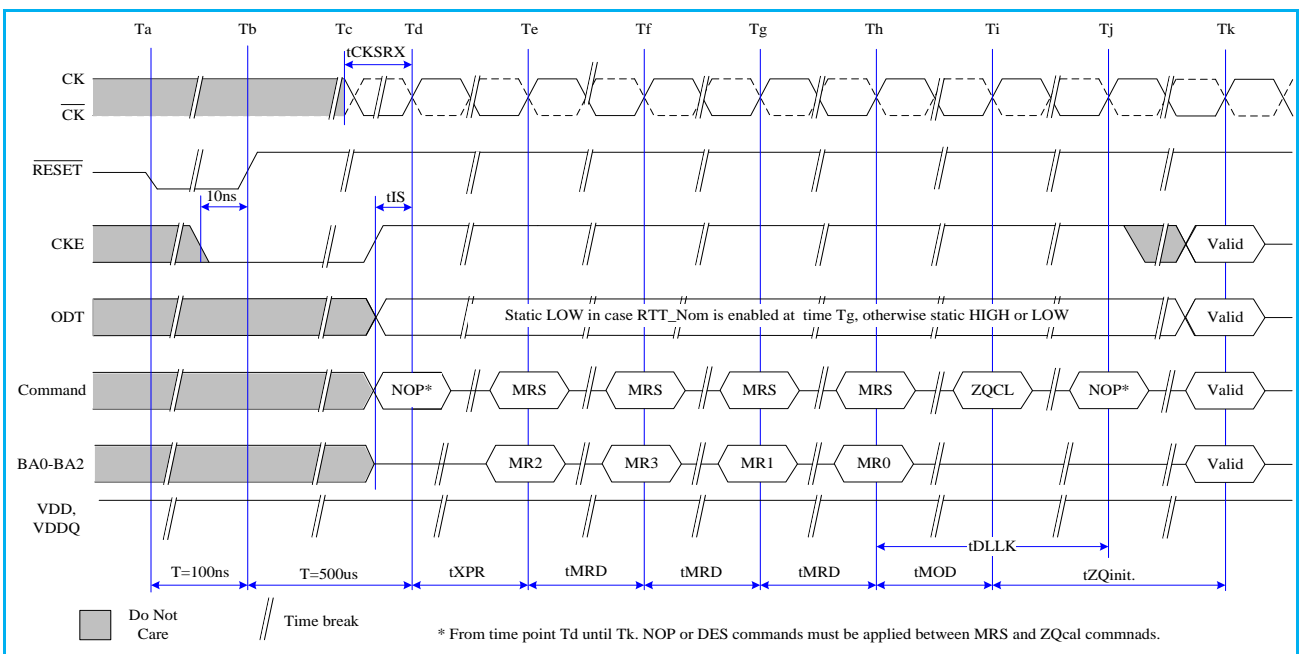 Ta Tb Tc Td Te Tf Tg Th Ti Tj Tk
tCKSRX
CK
CK
RESET
10ns tIS
CKE Valid
ODT Static LOW in case RTT_Nom is enabled at time Tg, otherwise static HIGH or LOW Valid
Command NOP* MRS MRS MRS MRS ZQCL NOP* Valid
BA0-BA2 MR2 MR3 MR1 MR0 Valid
VDD,
VDDQ
tDLLK
T=100ns T=500us tXPR tMRD tMRD tMRD tMOD tZQinit.
Do Not
Care
Time break
* From time point Td until Tk. NOP or DES commands must be applied between MRS and ZQcal commnads.